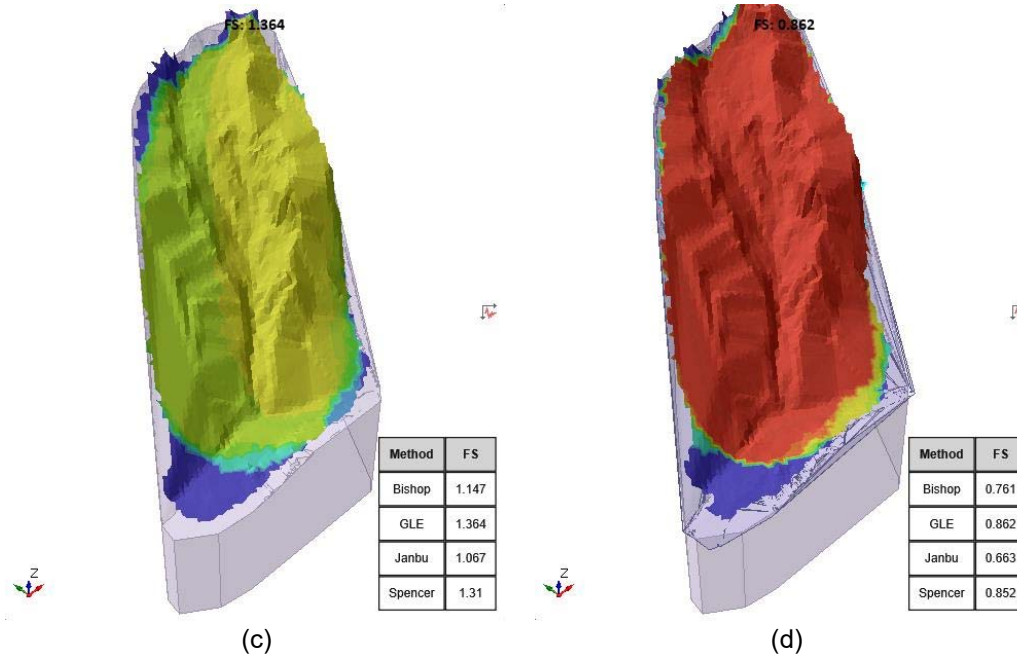 FS: 1.364
Method FS
Bishop 1.147
GLE 1.364
Janbu 1.067
Spencer 1.31
Z
(c)
FS: 0.862
Method FS
Bishop 0.761
GLE 0.862
Janbu 0.663
Spencer 0.852
Z
(d)